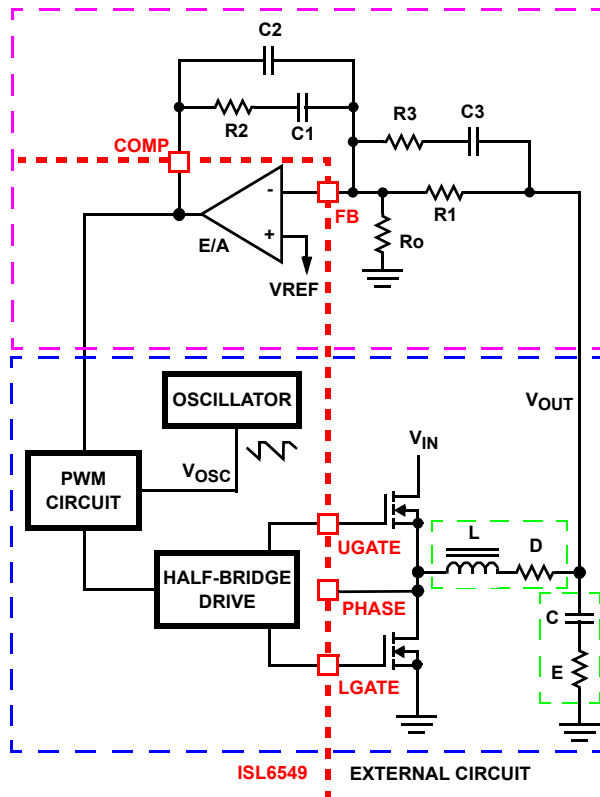 C2
R2
C1
R3
C3
COMP
-
FB
R1
E/A
+
Ro
VREF
OSCILLATOR
VOUT
VIN
VOSC
PWM
CIRCUIT
UGATE
L
D
HALF-BRIDGE
DRIVE
PHASE
C
E
LGATE
ISL6549
EXTERNAL CIRCUIT